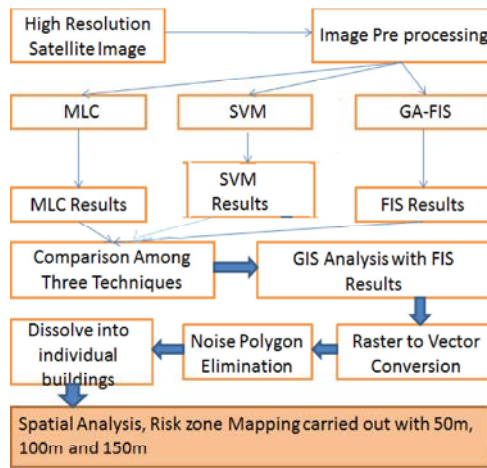 High Resolution
Satellite Image
Image Pre processing
MLC
SVM
GA-FIS
MLC Results
SVM
Results
FIS Results
Comparison Among
Three Techniques
GIS Analysis with FIS
Results
Dissolve into
individual
buildings
Noise Polygon
Elimination
Raster to Vector
Conversion
Spatial Analysis, Risk zone Mapping carried out with 50m,
100m and 150m